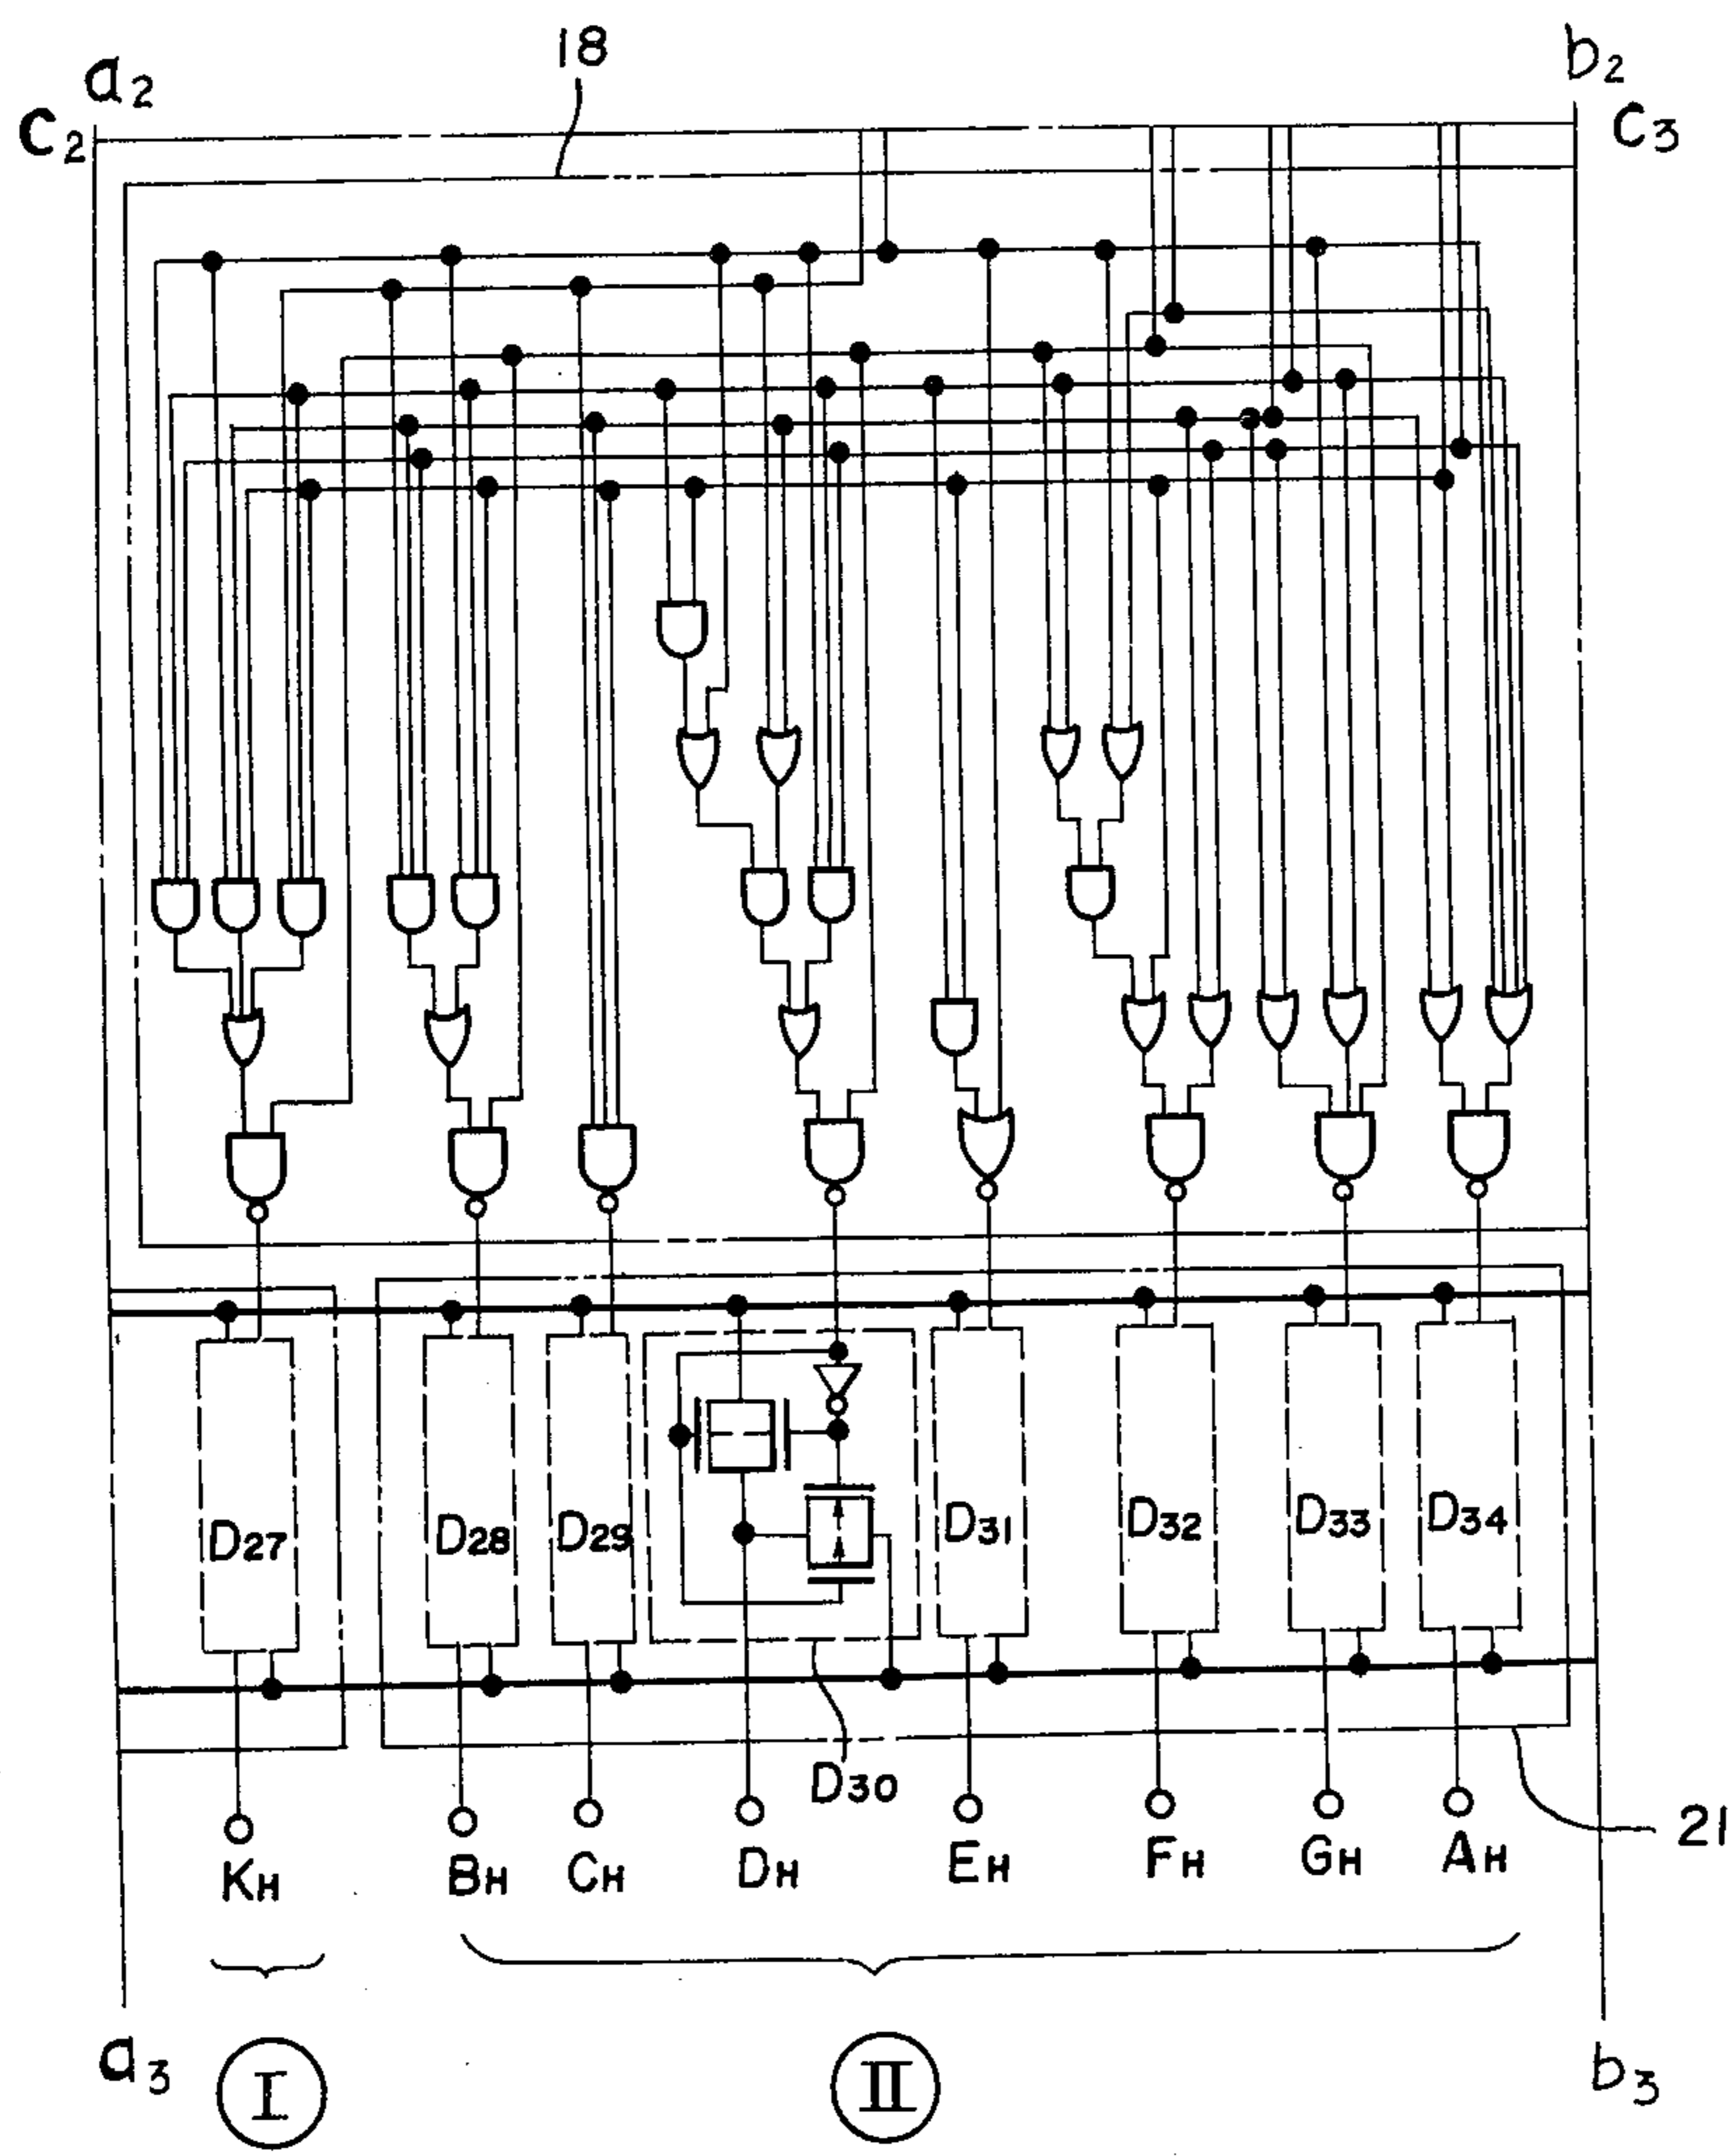 18
a2 b2
C2 C3
D27 D28 D29 D31 D32 D33 D34
D30
21
KH BH CH DH EH FH GH AH
a3 I II b3